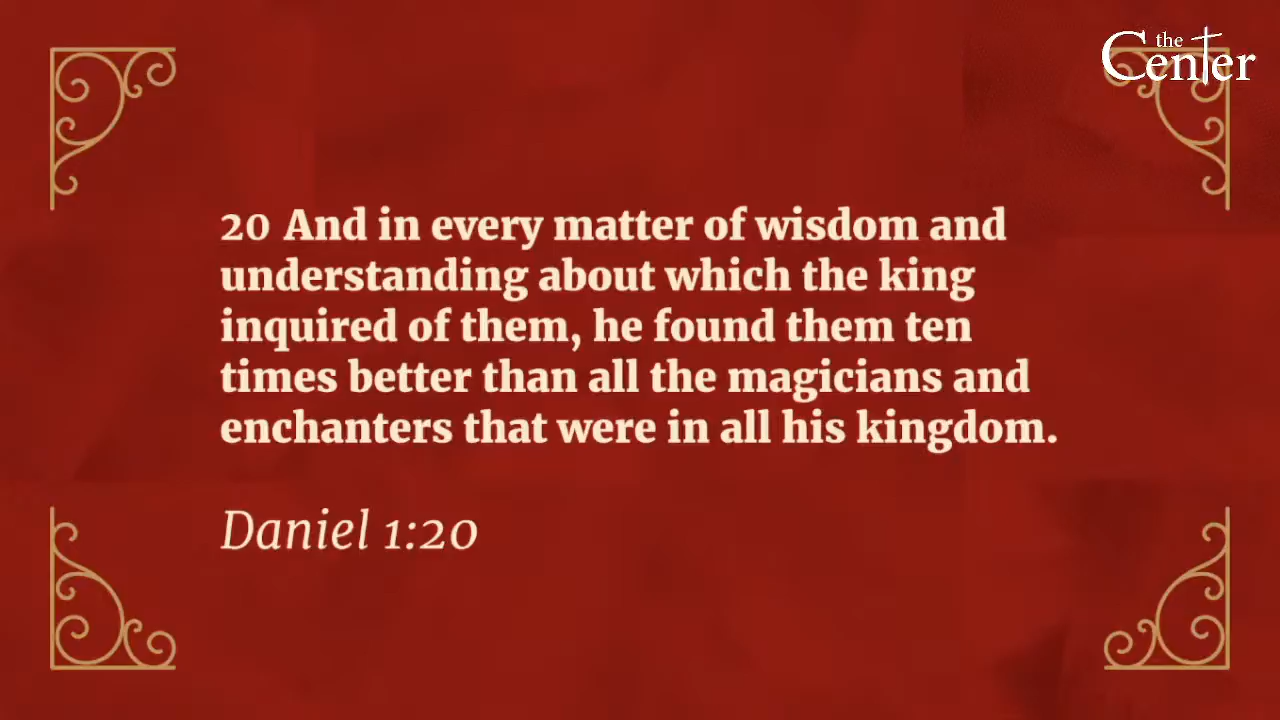 the
Center
20 And in every matter of wisdom and
understanding about which the king
inquired of them, he found them ten
times better than all the magicians and
enchanters that were in all his kingdom.
Daniel 1:20